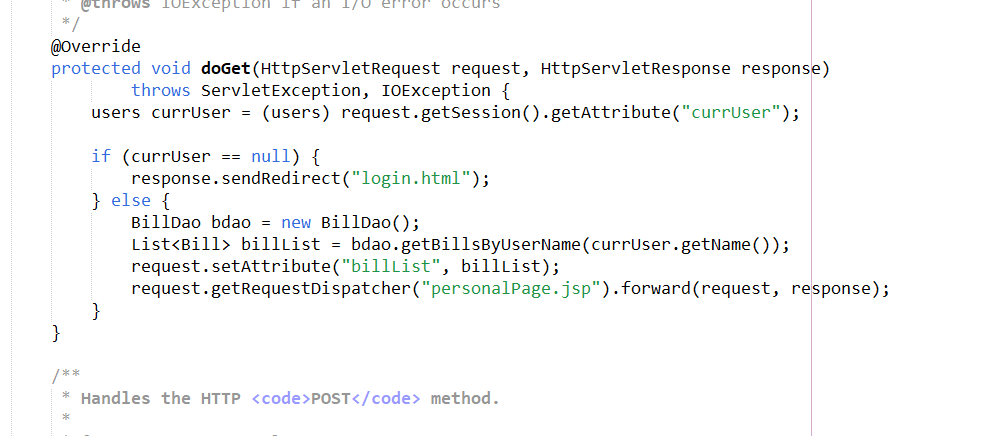 * @throws IOException if an I/O error occurs
*/
@Override
protected void doGet(HttpServletRequest request, HttpServletResponse response)
throws ServletException, IOException {
users currUser = (users) request.getSession().getAttribute("currUser");
if (currUser == null) {
response.sendRedirect("login.html");
} else {
BillDao bdao = new BillDao();
List<Bill> billList = bdao.getBillsByUserName(currUser.getName());
request.setAttribute("billList", billList);
request.getRequestDispatcher("personalPage.jsp").forward(request, response);
}
}
/**
* Handles the HTTP <code>POST</code> method.
*